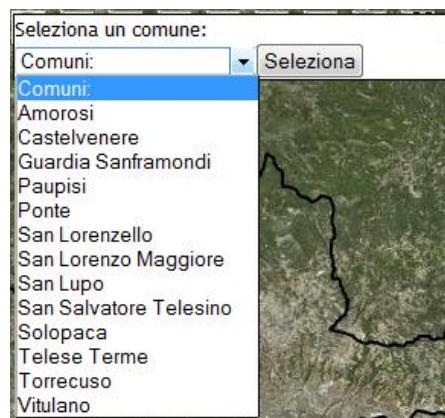 Seleziona un comune:
Comuni: Seleziona
Comuni:
Amorosi
Castelvenere
Guardia Sanframondi
Paupisi
Ponte
San Lorenzello
San Lorenzo Maggiore
San Lupo
San Salvatore Telesino
Solopaca
Telese Terme
Torrecuso
Vitulano